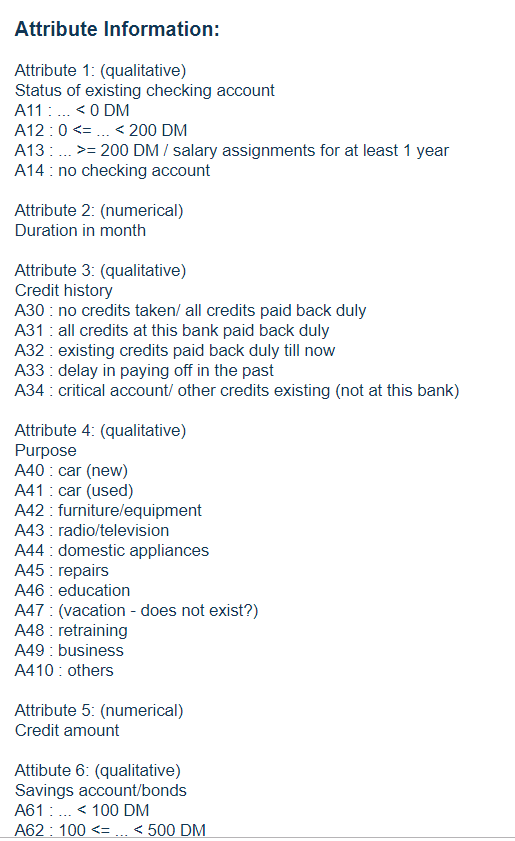 Attribute Information:
Attribute 1: (qualitative)
Status of existing checking account
A11 : ... < 0 DM
A12 : 0 <= ... < 200 DM
A13 : ... >= 200 DM / salary assignments for at least 1 year
A14 : no checking account
Attribute 2: (numerical)
Duration in month
Attribute 3: (qualitative)
Credit history
A30 : no credits taken/ all credits paid back duly
A31 : all credits at this bank paid back duly
A32 : existing credits paid back duly till now
A33 : delay in paying off in the past
A34 : critical account/ other credits existing (not at this bank)
Attribute 4: (qualitative)
Purpose
A40 : car (new)
A41 : car (used)
A42 : furniture/equipment
A43 : radio/television
A44 : domestic appliances
A45 : repairs
A46 : education
A47 : (vacation - does not exist?)
A48 : retraining
A49 : business
A410 : others
Attribute 5: (numerical)
Credit amount
Attibute 6: (qualitative)
Savings account/bonds
A61 : ... < 100 DM
A62 : 100 <= ... < 500 DM